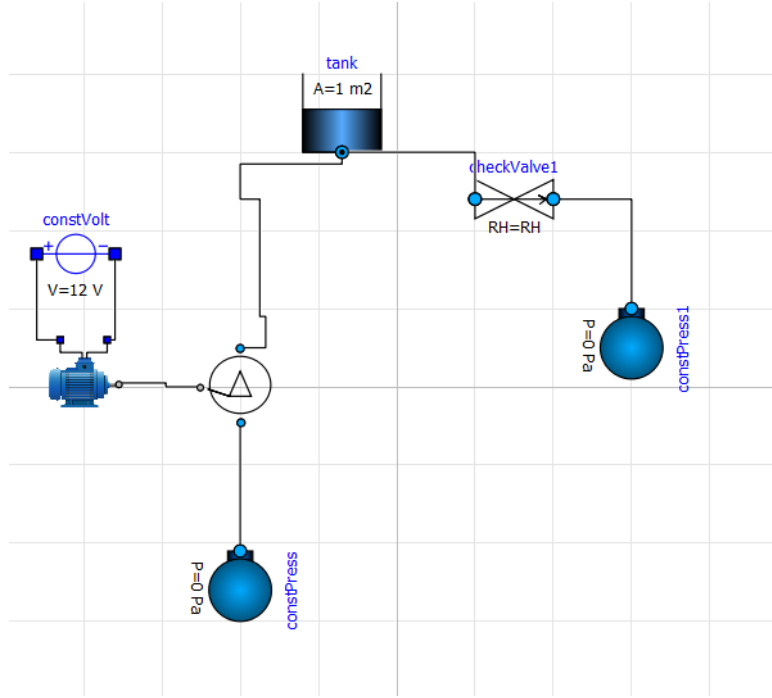 tank
A=1 m2
checkValve1
RH=RH
constVolt
+
−
V=12 V
P=0 Pa
constPress1
P=0 Pa
constPress